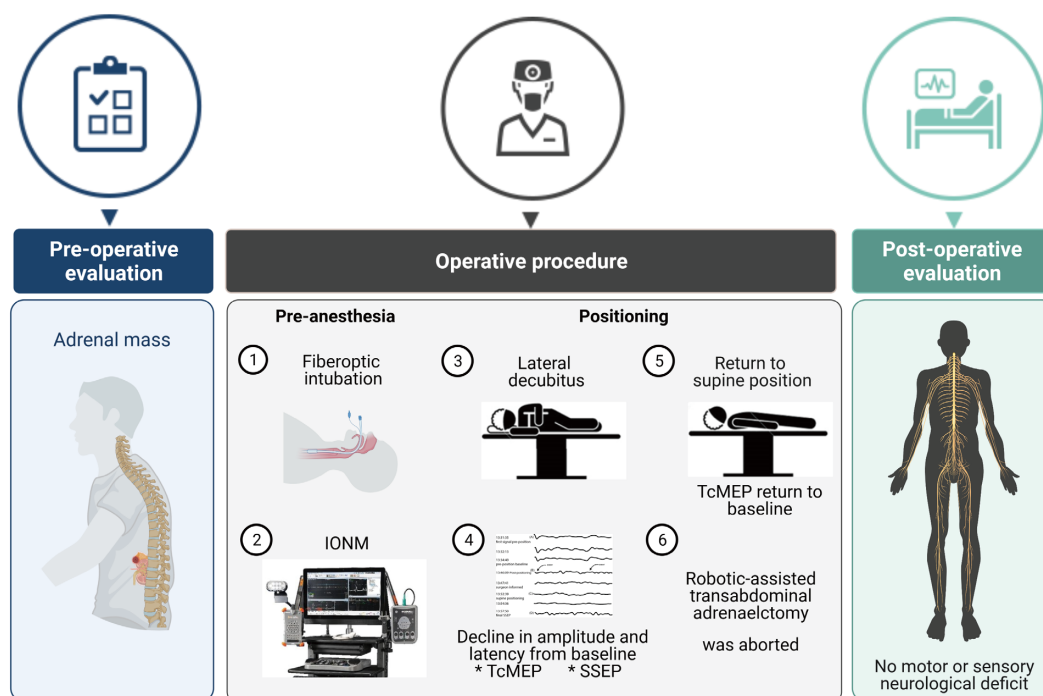 Pre-operative
evaluation
Operative procedure
Post-operative
evaluation
Adrenal mass
Pre-anesthesia
Positioning
1
Fiberoptic
intubation
2
IONM
3
Lateral
decubitus
4
Decline in amplitude and
latency from baseline
* TcMEP * SSEP
5
Return to
supine position
TcMEP return to
baseline
6
Robotic-assisted
transabdominal
adrenaelctomy
was aborted
No motor or sensory
neurological deficit